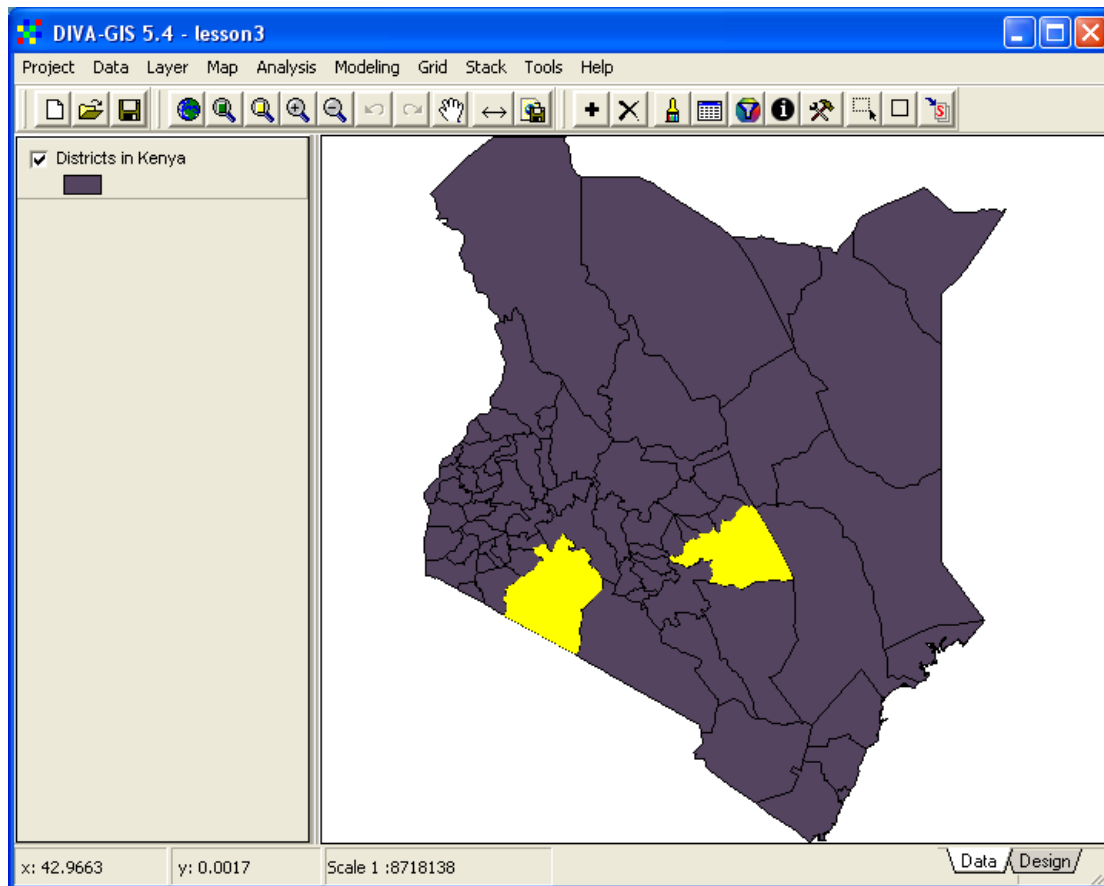 DIVA-GIS 5.4 - lesson3
Project Data Layer Map Analysis Modeling Grid Stack Tools Help
Districts in Kenya
x: 42.9663 y: 0.0017 Scale 1 :8718138 Data Design